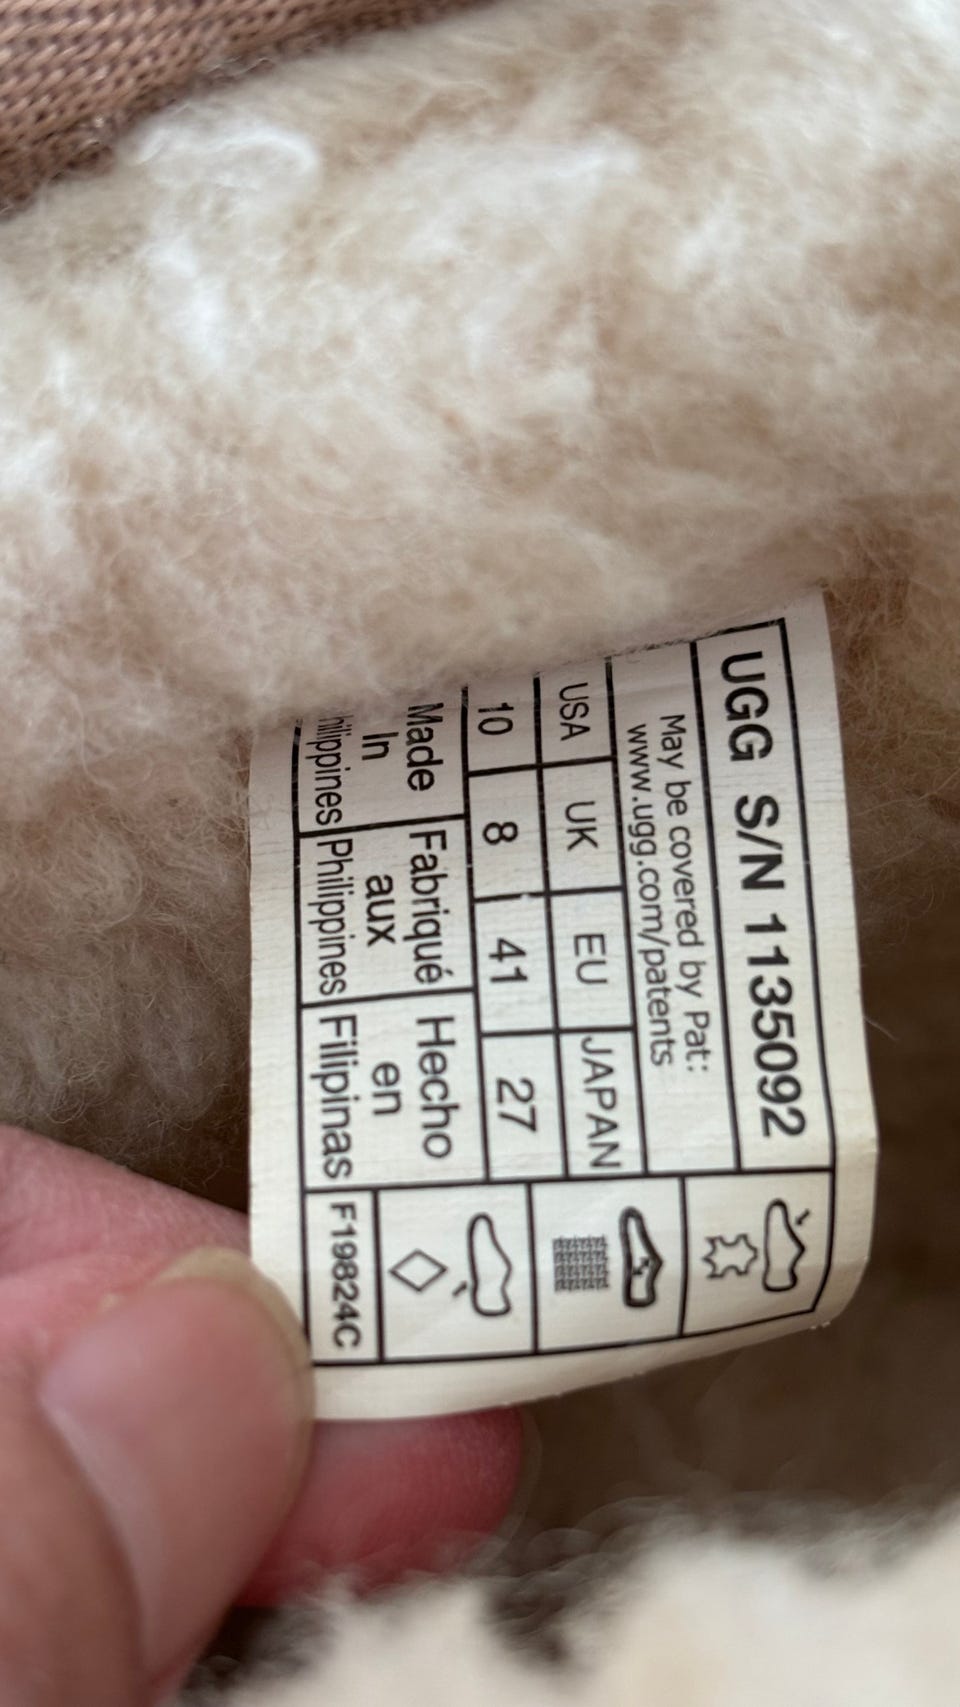 UGG S/N 1135092
May be covered by Pat:
www.ugg.com/patents
USA UK EU JAPAN
10 8 41 27
Made Fabriqué Hecho
In aux en
hilippines Philippines Filipinas F19824C